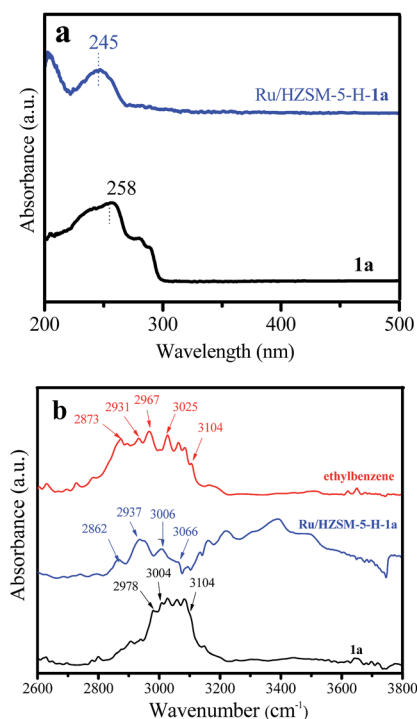 a
245
Ru/HZSM-5-H-1a
258
1a
Absorbance (a.u.)
200 300 400 500
Wavelength (nm)
b
2873 2931 2967 3025 3104
ethylbenzene
2862 2937 3006 3066
Ru/HZSM-5-H-1a
2978 3004 3104
1a
Absorbance (a.u.)
2600 2800 3000 3200 3400 3600 3800
Wavenumber (cm-1)